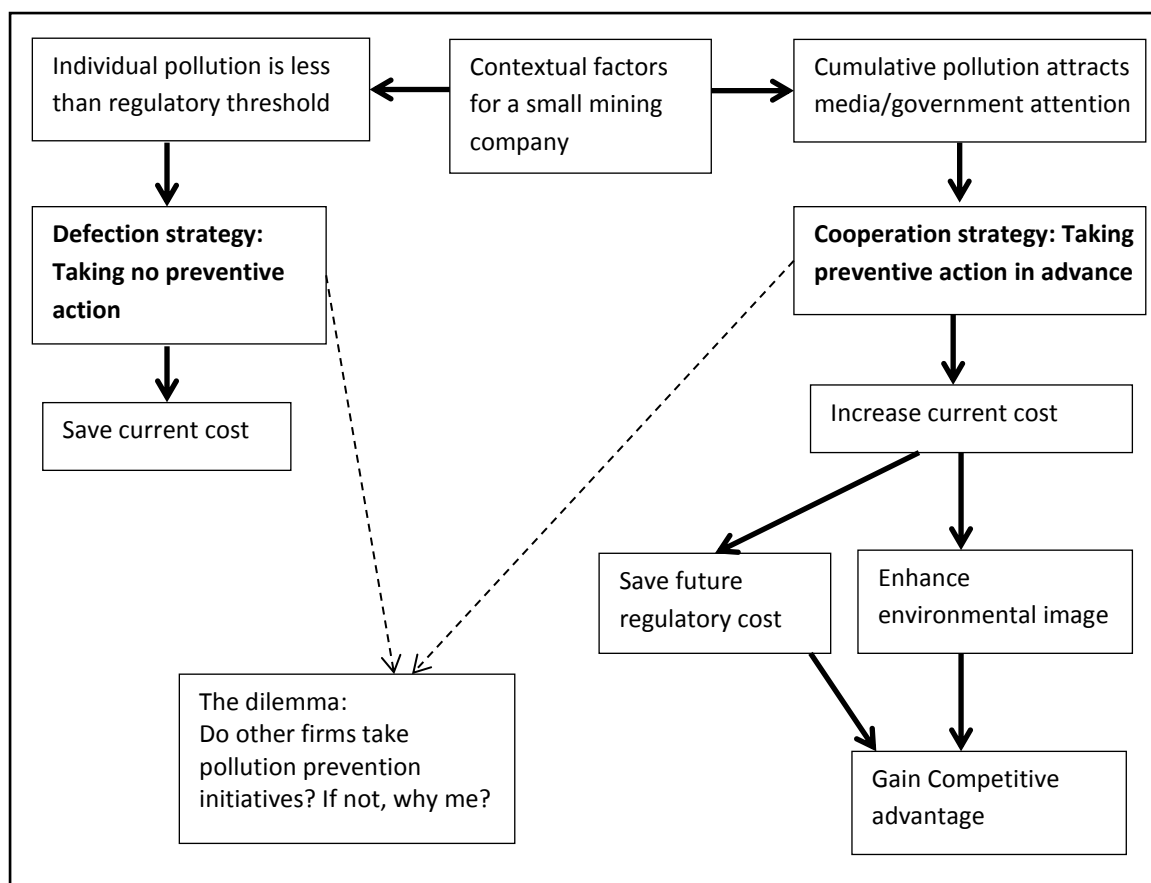 Individual pollution is less
than regulatory threshold
Contextual factors
for a small mining
company
Cumulative pollution attracts
media/government attention
Defection strategy:
Taking no preventive
action
Cooperation strategy: Taking
preventive action in advance
Save current cost
Increase current cost
Save future
regulatory cost
Enhance
environmental image
The dilemma:
Do other firms take
pollution prevention
initiatives? If not, why me?
Gain Competitive
advantage